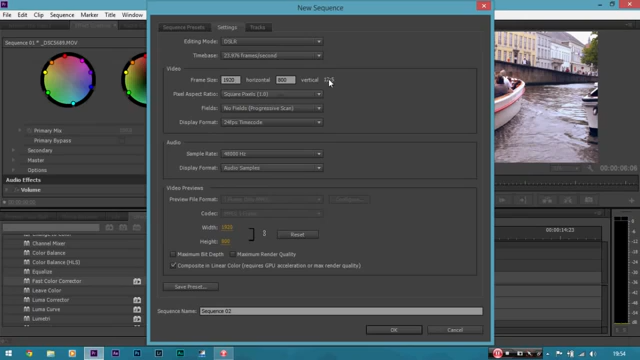 New Sequence
File Edit Clip Sequence Marker Title Window
Sequence Presets Settings Tracks
Sequence 01 * _DSC5689.MOV
Editing Mode: DSLR
Timebase: 23.976 frames/second
Video
Frame Size: 1920 horizontal 800 vertical
Pixel Aspect Ratio: Square Pixels (1.0)
Fields: No Fields (Progressive Scan)
Display Format: 24fps Timecode
Audio
Sample Rate: 48000 Hz
Display Format: Audio Samples
Video Previews
Preview File Format:
Codec:
Width: 1920
Height: 800
Reset
Maximum Bit Depth Maximum Render Quality
Composite in Linear Color (requires GPU acceleration or max render quality)
Save Preset...
Sequence Name: Sequence 02
OK Cancel
Primary Mix
Primary Bypass
Secondary
Master
Options
Audio Effects
Volume
Channel Mixer
Color Balance
Color Balance (HLS)
Equalize
Fast Color Corrector
Leave Color
Luma Corrector
Luma Curve
Lumetri
00:00:14:23
19:54